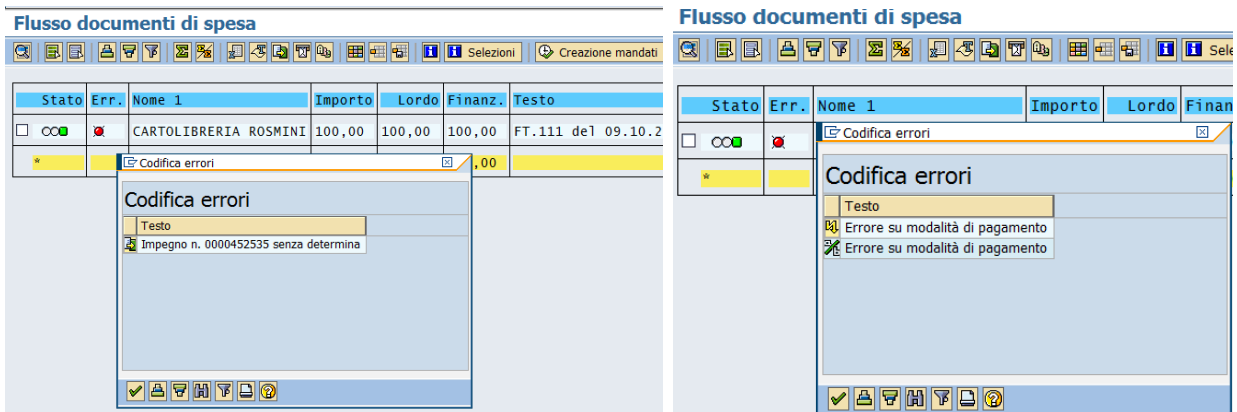 Flusso documenti di spesa
Selezioni Creazione mandati
Stato Err. Nome 1 Importo Lordo Finanz. Testo
CARTOLIBRERIA ROSMINI 100,00 100,00 100,00 FT.111 del 09.10.2
* ,00
Codifica errori
Codifica errori
Testo
Impegno n. 0000452535 senza determina
Flusso documenti di spesa
Sele
Stato Err. Nome 1 Importo Lordo Finan
Codifica errori
*
Codifica errori
Testo
Errore su modalità di pagamento
Errore su modalità di pagamento